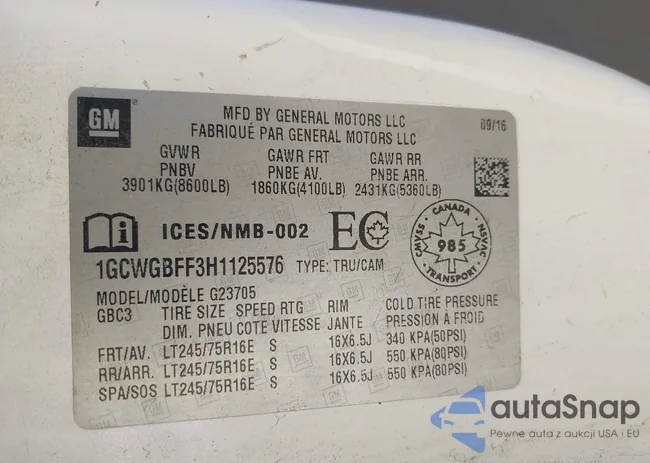 GM
MFD BY GENERAL MOTORS LLC
FABRIQUÉ PAR GENERAL MOTORS LLC
09/16
GVWR GAWR FRT GAWR RR
PNBV PNBE AV. PNBE ARR.
3901KG(8600LB) 1860KG(4100LB) 2431KG(5360LB)
ICES/NMB-002 EC
CANADA
CMVSS 985 NSVAC
TRANSPORT
1GCWGBFF3H1125576 TYPE: TRU/CAM
MODEL/MODÈLE G23705
GBC3 TIRE SIZE SPEED RTG RIM COLD TIRE PRESSURE
DIM. PNEU COTE VITESSE JANTE PRESSION À FROID
FRT/AV. LT245/75R16E S 16X6.5J 340 KPA(50PSI)
RR/ARR. LT245/75R16E S 16X6.5J 550 KPA(80PSI)
SPA/SOS LT245/75R16E S 16X6.5J 550 KPA(80PSI)
autaSnap
Pewne auta z aukcji USA i EU